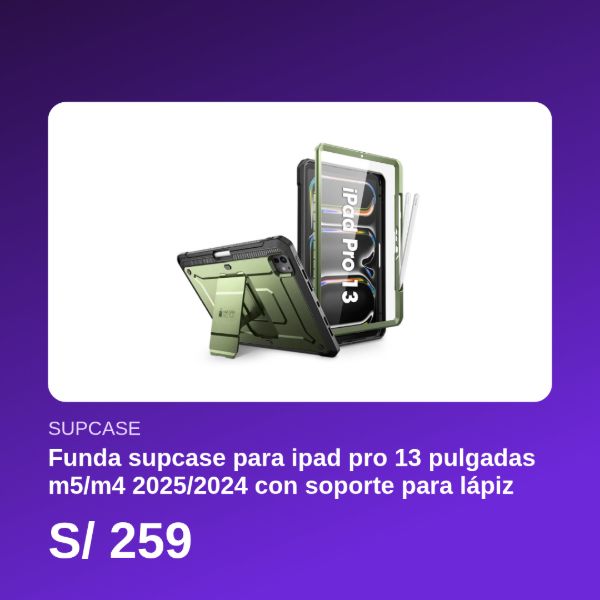 iPad Pro 13
SUPCASE
Funda supcase para ipad pro 13 pulgadas
m5/m4 2025/2024 con soporte para lápiz
S/ 259